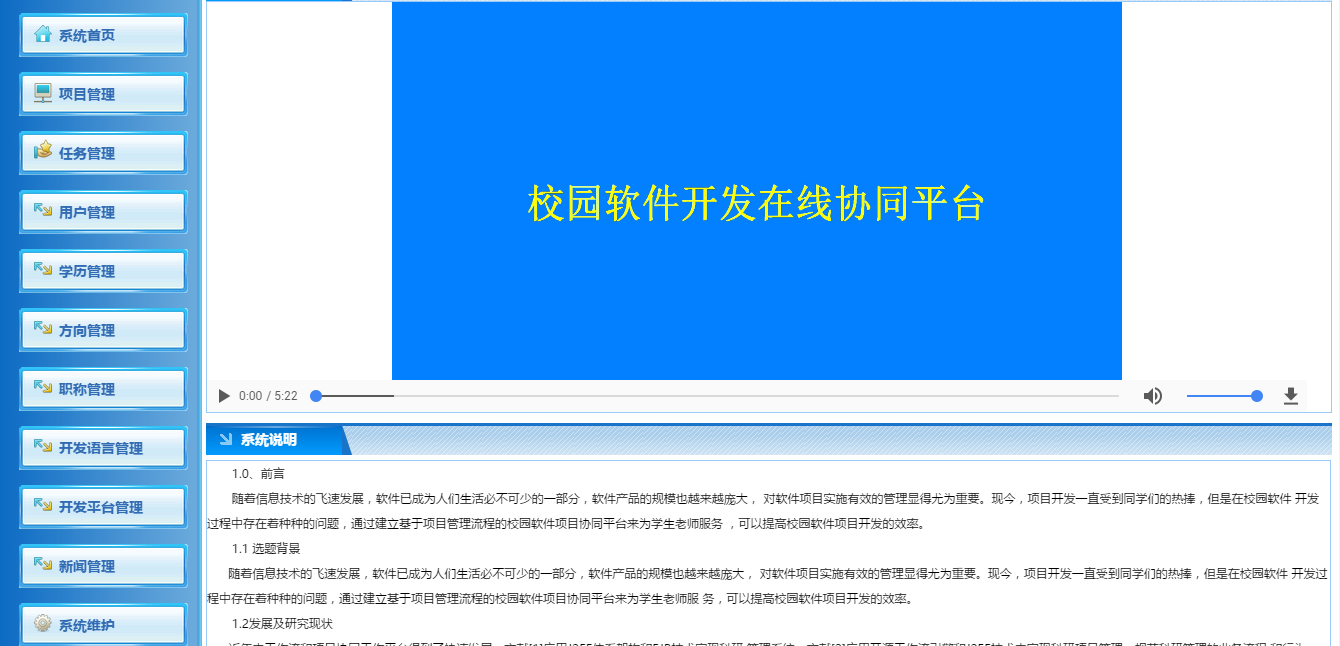 系统首页
项目管理
任务管理
用户管理
学历管理
方向管理
职称管理
开发语言管理
开发平台管理
新闻管理
系统维护
校园软件开发在线协同平台
0:00 / 5:22
系统说明
1.0、前言
随着信息技术的飞速发展，软件已成为人们生活必不可少的一部分，软件产品的规模也越来越庞大， 对软件项目实施有效的管理显得尤为重要。现今，项目开发一直受到同学们的热捧，但是在校园软件 开发
过程中存在着种种的问题，通过建立基于项目管理流程的校园软件项目协同平台来为学生老师服务 ，可以提高校园软件项目开发的效率。
1.1 选题背景
随着信息技术的飞速发展，软件已成为人们生活必不可少的一部分，软件产品的规模也越来越庞大， 对软件项目实施有效的管理显得尤为重要。现今，项目开发一直受到同学们的热捧，但是在校园软件 开发过
程中存在着种种的问题，通过建立基于项目管理流程的校园软件项目协同平台来为学生老师服 务，可以提高校园软件项目开发的效率。
1.2发展及研究现状